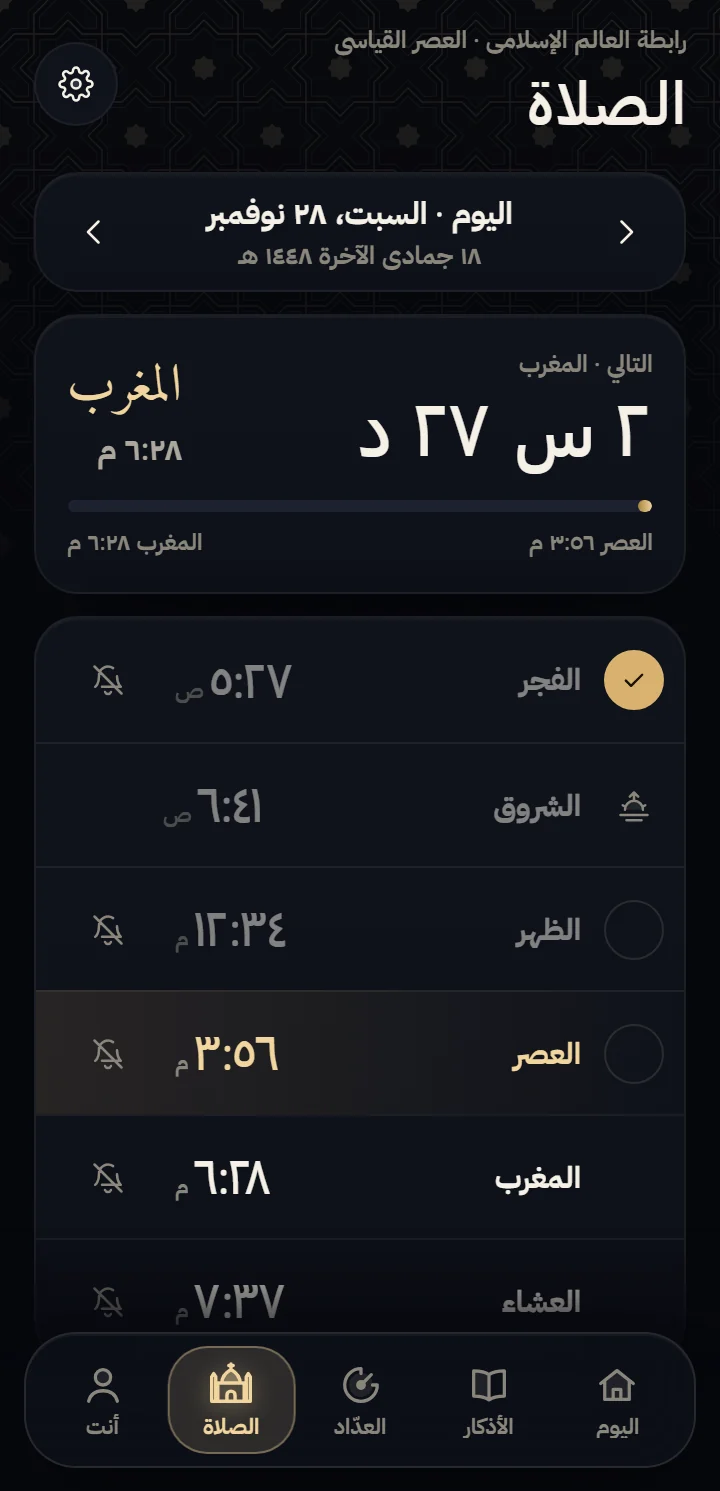 رابطة العالم الإسلامي · العصر القياسي
الصلاة
اليوم · السبت، ٢٨ نوفمبر
١٨ جمادى الآخرة ١٤٤٨ هـ
التالي · المغرب
٢ س ٢٧ د
المغرب
٦:٢٨ م
العصر ٣:٥٦ م
المغرب ٦:٢٨ م
الفجر ٥:٢٧ ص
الشروق ٦:٤١ ص
الظهر ١٢:٣٤ م
العصر ٣:٥٦ م
المغرب ٦:٢٨ م
العشاء ٧:٣٧ م
اليوم
الأذكار
العدّاد
الصلاة
أنت